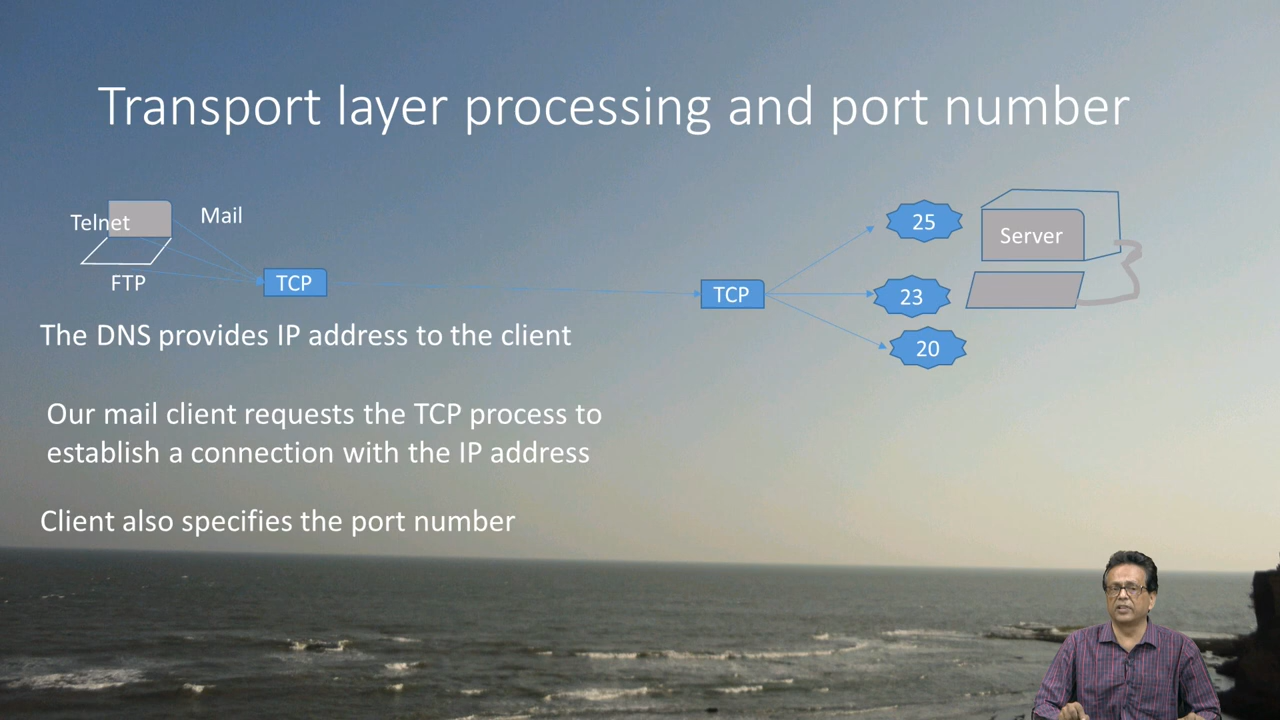 Transport layer processing and port number
Telnet
Mail
FTP
TCP
TCP
25
23
20
Server
The DNS provides IP address to the client
Our mail client requests the TCP process to
establish a connection with the IP address
Client also specifies the port number